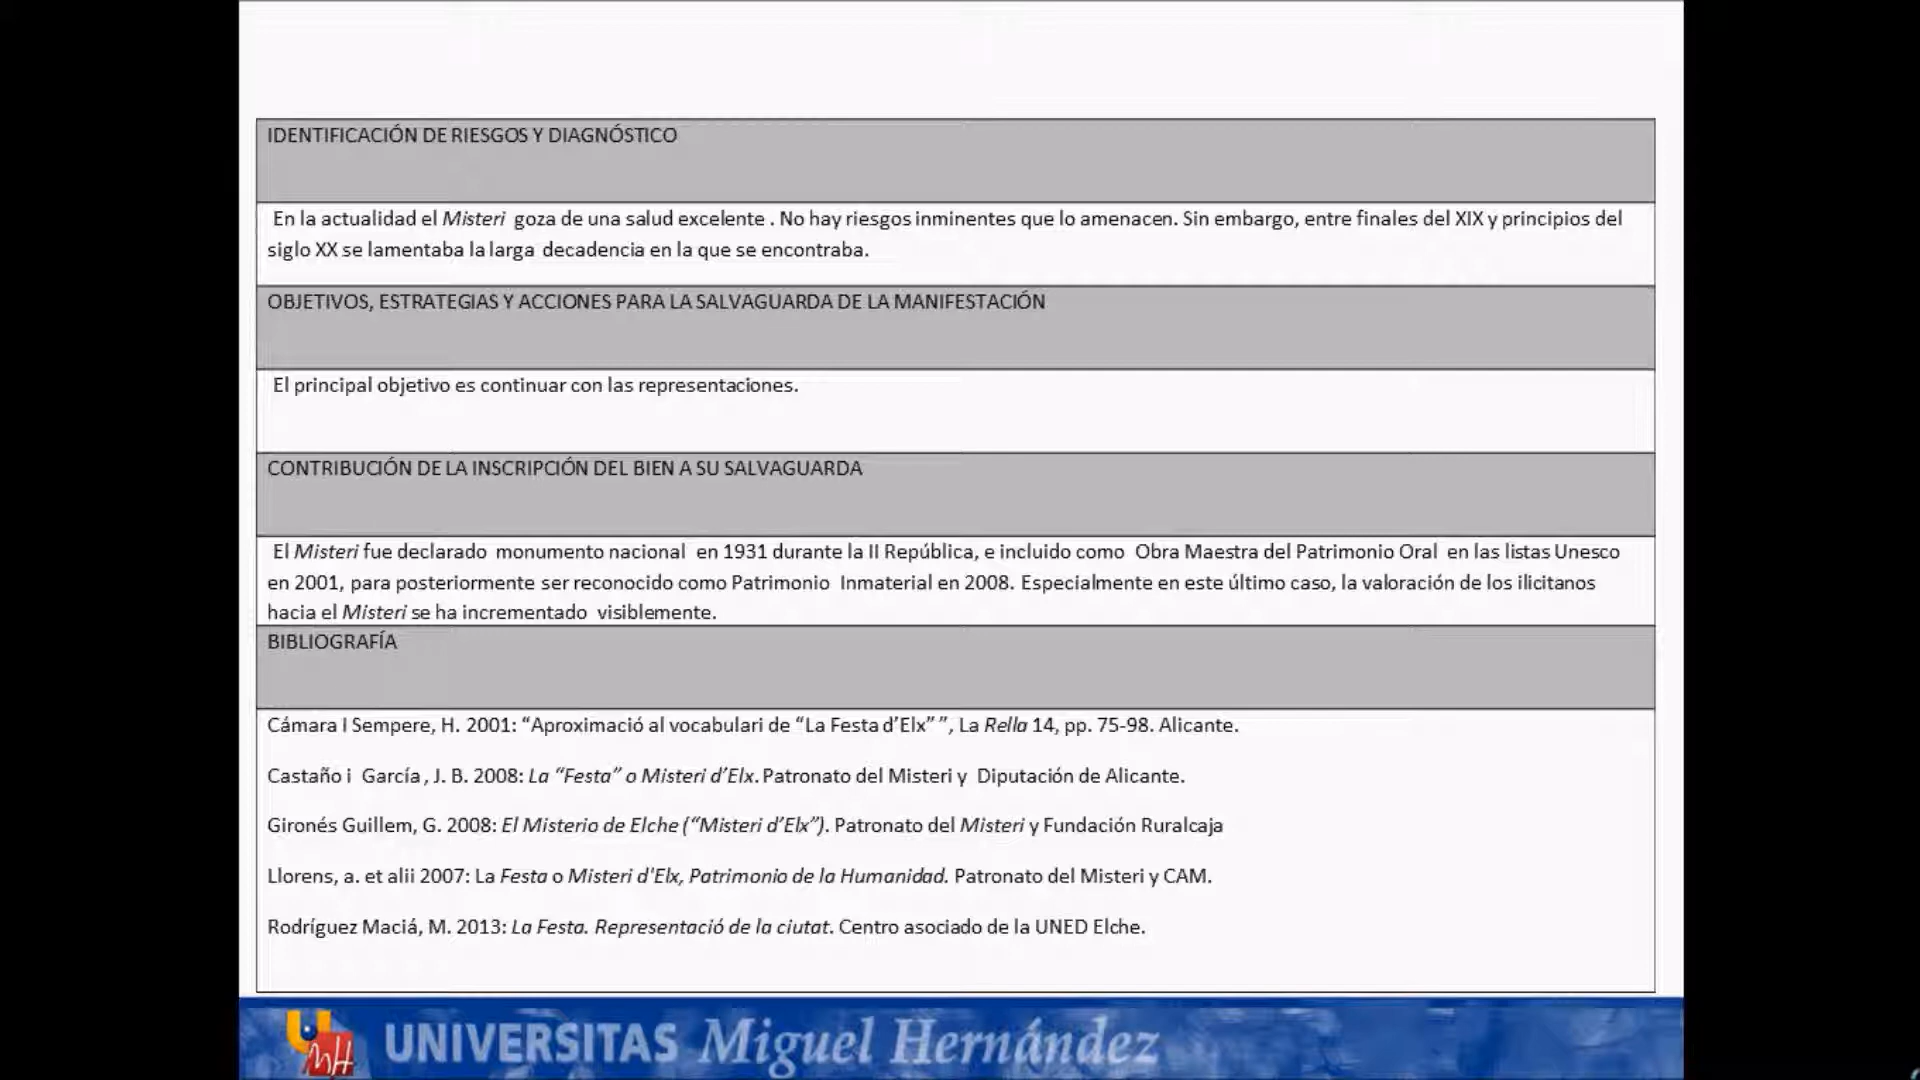 IDENTIFICACIÓN DE RIESGOS Y DIAGNÓSTICO
En la actualidad el Misteri goza de una salud excelente . No hay riesgos inminentes que lo amenacen. Sin embargo, entre finales del XIX y principios del
siglo XX se lamentaba la larga decadencia en la que se encontraba.
OBJETIVOS, ESTRATEGIAS Y ACCIONES PARA LA SALVAGUARDA DE LA MANIFESTACIÓN
El principal objetivo es continuar con las representaciones.
CONTRIBUCIÓN DE LA INSCRIPCIÓN DEL BIEN A SU SALVAGUARDA
El Misteri fue declarado monumento nacional en 1931 durante la II República, e incluido como Obra Maestra del Patrimonio Oral en las listas Unesco
en 2001, para posteriormente ser reconocido como Patrimonio Inmaterial en 2008. Especialmente en este último caso, la valoración de los ilicitanos
hacia el Misteri se ha incrementado visiblemente.
BIBLIOGRAFÍA
Cámara I Sempere, H. 2001: “Aproximació al vocabulari de “La Festa d’Elx” ”, La Rella 14, pp. 75-98. Alicante.
Castaño i García , J. B. 2008: La “Festa” o Misteri d’Elx. Patronato del Misteri y Diputación de Alicante.
Gironés Guillem, G. 2008: El Misterio de Elche (“Misteri d’Elx”). Patronato del Misteri y Fundación Ruralcaja
Llorens, a. et alii 2007: La Festa o Misteri d'Elx, Patrimonio de la Humanidad. Patronato del Misteri y CAM.
Rodríguez Maciá, M. 2013: La Festa. Representació de la ciutat. Centro asociado de la UNED Elche.
UMH UNIVERSITAS Miguel Hernández